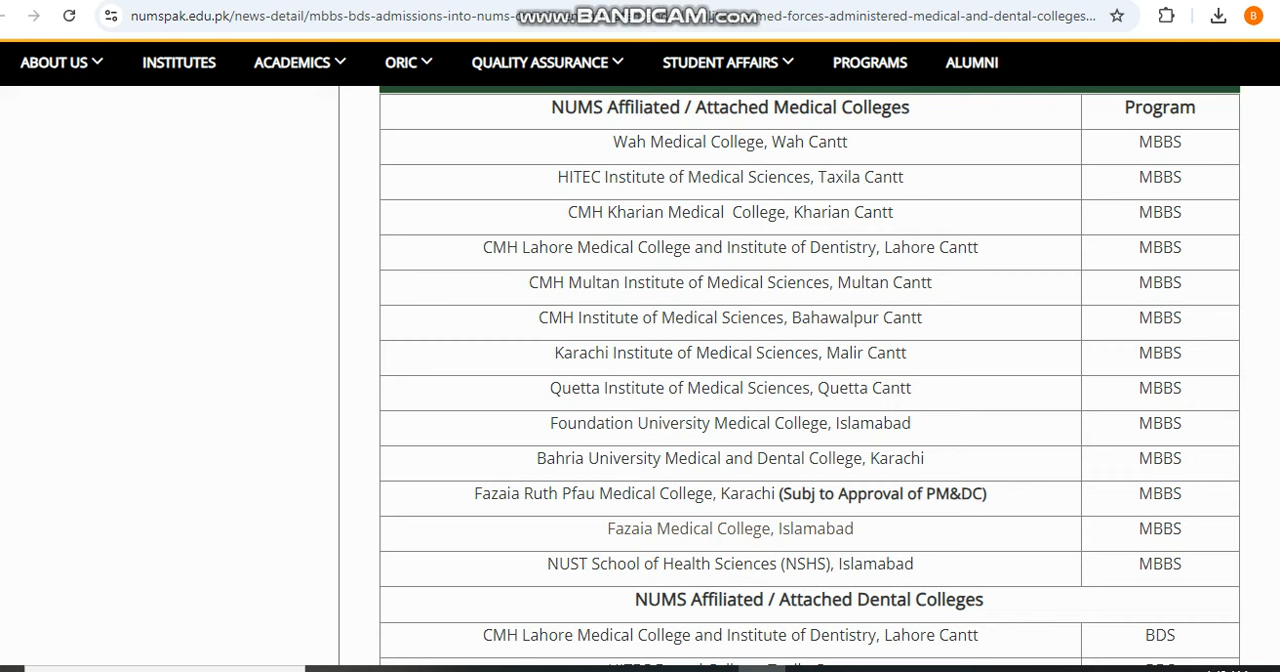 numspak.edu.pk/news-detail/mbbs-bds-admissions-into-nums-
www.BANDICAM.com
med-forces-administered-medical-and-dental-colleges...
B
ABOUT US INSTITUTES ACADEMICS ORIC QUALITY ASSURANCE STUDENT AFFAIRS PROGRAMS ALUMNI
NUMS Affiliated / Attached Medical Colleges Program
Wah Medical College, Wah Cantt MBBS
HITEC Institute of Medical Sciences, Taxila Cantt MBBS
CMH Kharian Medical College, Kharian Cantt MBBS
CMH Lahore Medical College and Institute of Dentistry, Lahore Cantt MBBS
CMH Multan Institute of Medical Sciences, Multan Cantt MBBS
CMH Institute of Medical Sciences, Bahawalpur Cantt MBBS
Karachi Institute of Medical Sciences, Malir Cantt MBBS
Quetta Institute of Medical Sciences, Quetta Cantt MBBS
Foundation University Medical College, Islamabad MBBS
Bahria University Medical and Dental College, Karachi MBBS
Fazaia Ruth Pfau Medical College, Karachi (Subj to Approval of PM&DC) MBBS
Fazaia Medical College, Islamabad MBBS
NUST School of Health Sciences (NSHS), Islamabad MBBS
NUMS Affiliated / Attached Dental Colleges
CMH Lahore Medical College and Institute of Dentistry, Lahore Cantt BDS